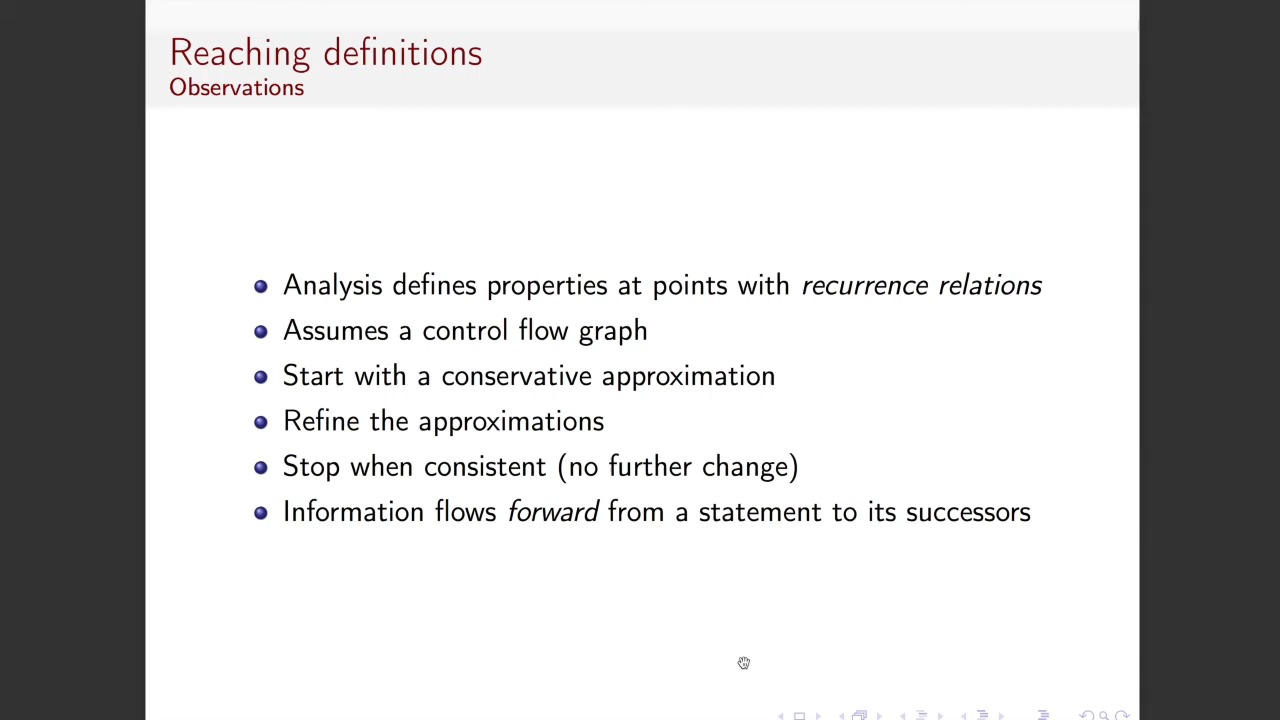 Reaching definitions
Observations
Analysis defines properties at points with recurrence relations
Assumes a control flow graph
Start with a conservative approximation
Refine the approximations
Stop when consistent (no further change)
Information flows forward from a statement to its successors